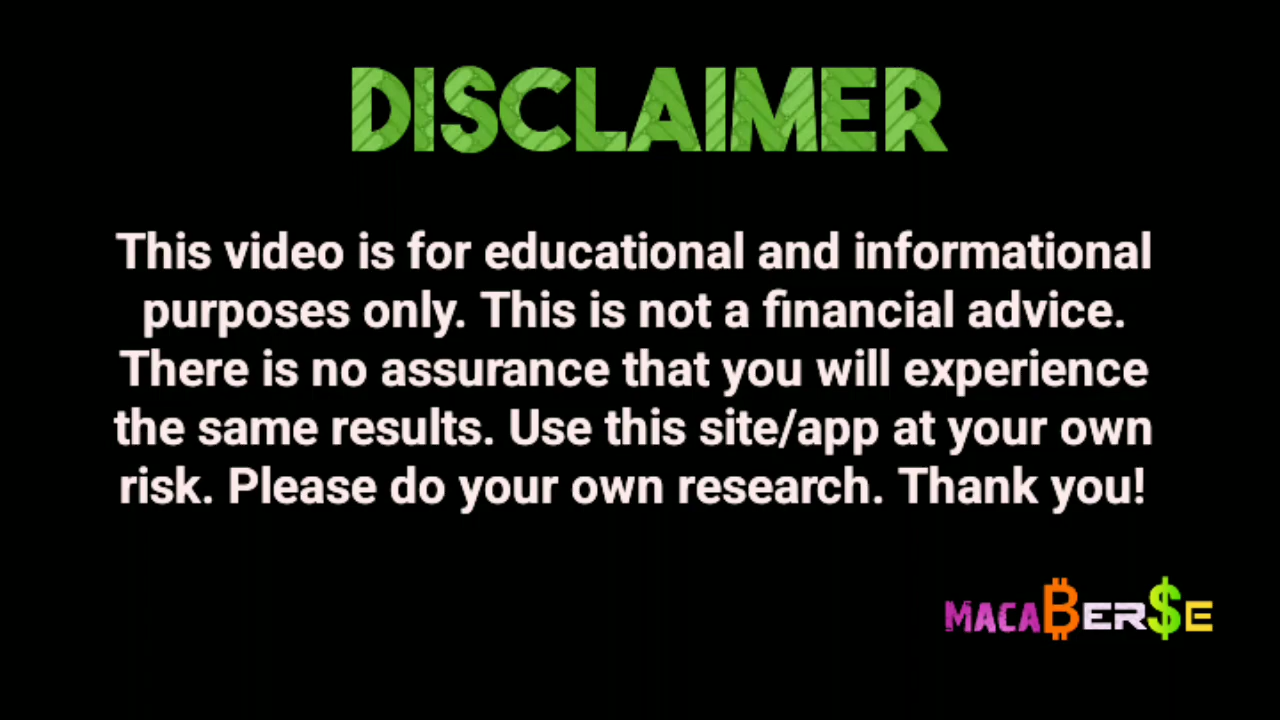 DISCLAIMER
This video is for educational and informational
purposes only. This is not a financial advice.
There is no assurance that you will experience
the same results. Use this site/app at your own
risk. Please do your own research. Thank you!
MACABER$E